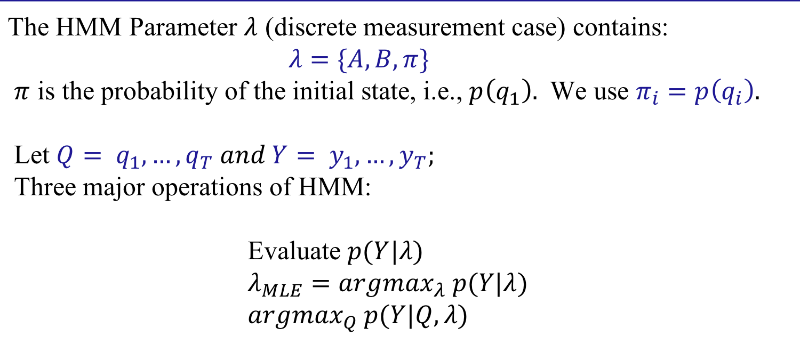 The HMM Parameter λ (discrete measurement case) contains:
λ = {A, B, π}
π is the probability of the initial state, i.e., p(q₁). We use πᵢ = p(qᵢ).
Let Q = q₁, … , q_T and Y = y₁, … , y_T;
Three major operations of HMM:
Evaluate p(Y|λ)
λ_MLE = argmax_λ p(Y|λ)
argmax_Q p(Y|Q, λ)